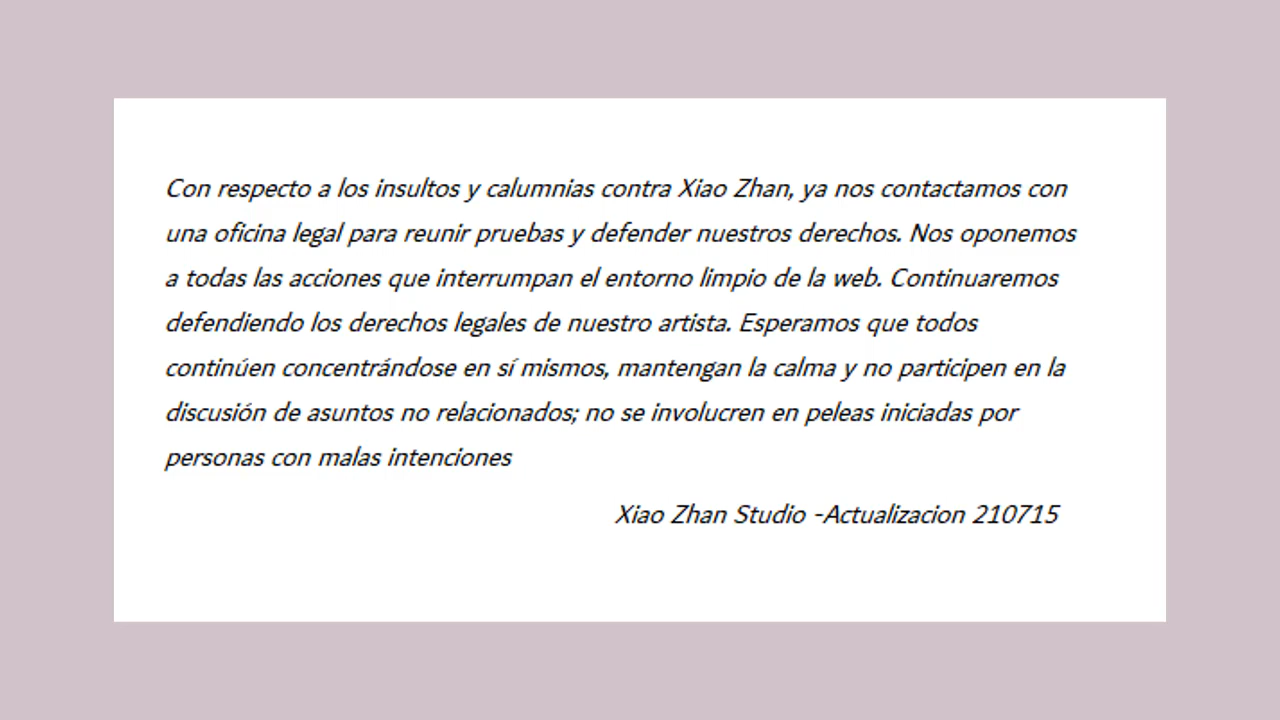 Con respecto a los insultos y calumnias contra Xiao Zhan, ya nos contactamos con
una oficina legal para reunir pruebas y defender nuestros derechos. Nos oponemos
a todas las acciones que interrumpan el entorno limpio de la web. Continuaremos
defendiendo los derechos legales de nuestro artista. Esperamos que todos
continúen concentrándose en sí mismos, mantengan la calma y no participen en la
discusión de asuntos no relacionados; no se involucren en peleas iniciadas por
personas con malas intenciones
Xiao Zhan Studio -Actualizacion 210715